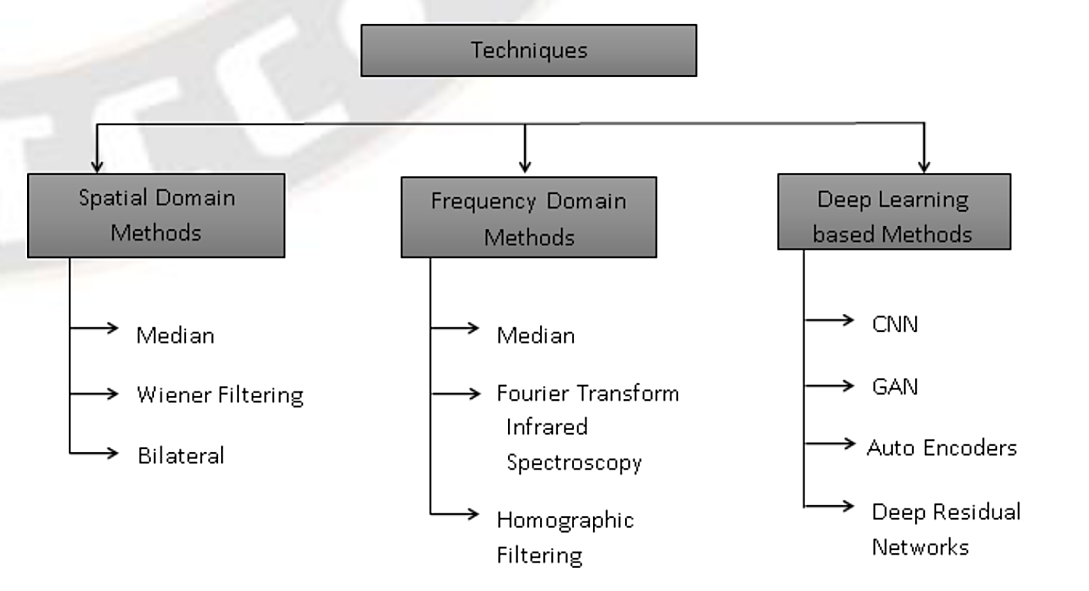 Techniques
Spatial Domain
Methods
Median
Wiener Filtering
Bilateral
Frequency Domain
Methods
Median
Fourier Transform
Infrared
Spectroscopy
Homographic
Filtering
Deep Learning
based Methods
CNN
GAN
Auto Encoders
Deep Residual
Networks